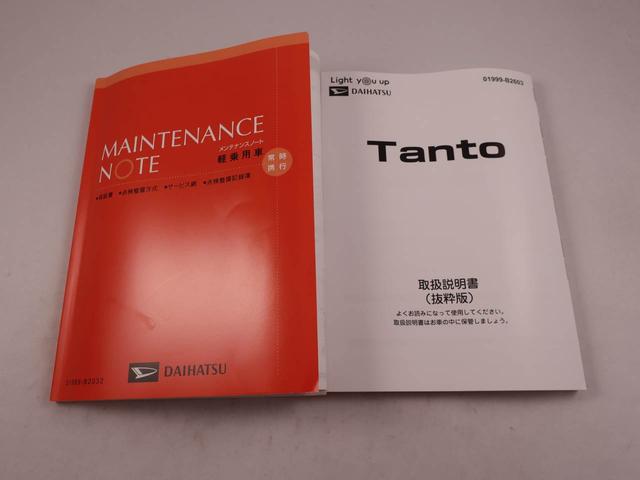 MAINTENANCE
NOTE
メンテナンスノート
軽乗用車
常時
携行
●保証書 ●点検整備方式 ●サービス網 ●点検整備記録簿
DAIHATSU
01999-B2032
Light you up
DAIHATSU
01999-B2603
Tanto
取扱説明書
(抜粋版)
よくお読みになって使用してください。
取扱説明書はお車の中に保管しましょう。